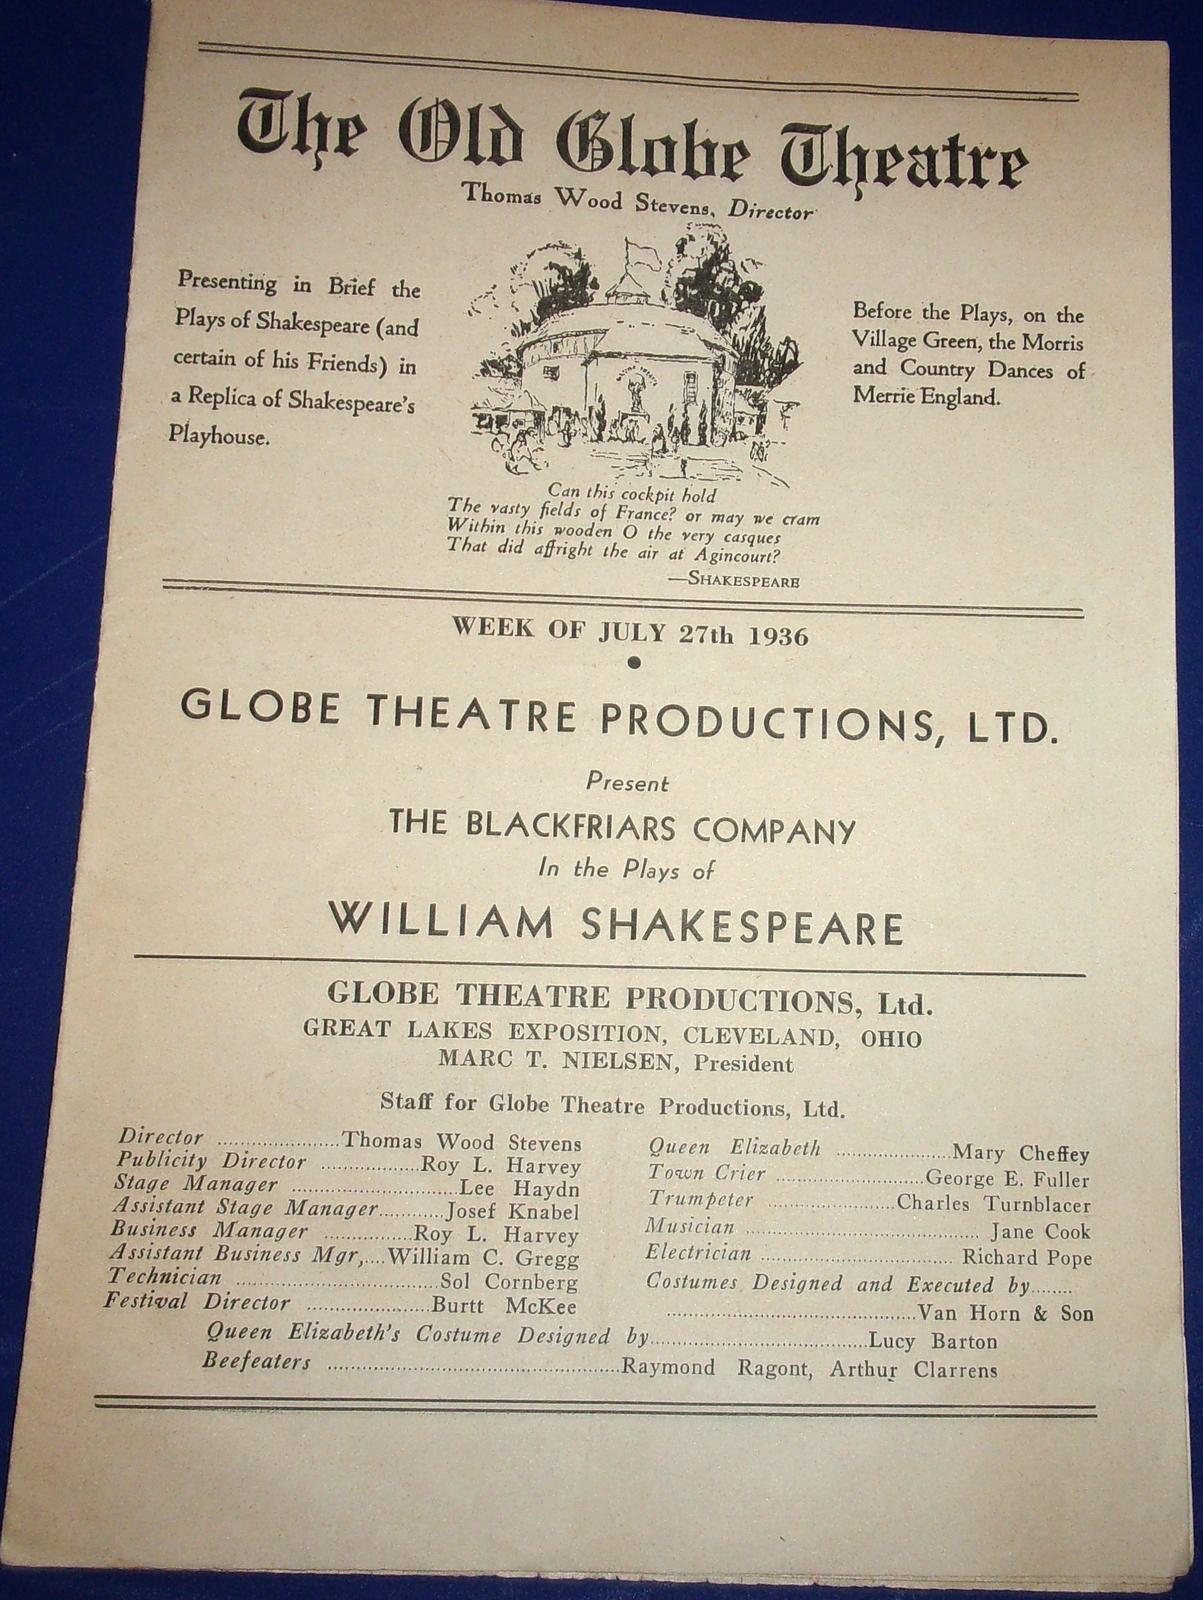 The Old Globe Theatre
Thomas Wood Stevens, Director
Presenting in Brief the
Plays of Shakespeare (and
certain of his Friends) in
a Replica of Shakespeare's
Playhouse.
Before the Plays, on the
Village Green, the Morris
and Country Dances of
Merrie England.
Can this cockpit hold
The vasty fields of France? or may we cram
Within this wooden O the very casques
That did affright the air at Agincourt?
—SHAKESPEARE
WEEK OF JULY 27th 1936
GLOBE THEATRE PRODUCTIONS, LTD.
Present
THE BLACKFRIARS COMPANY
In the Plays of
WILLIAM SHAKESPEARE
GLOBE THEATRE PRODUCTIONS, Ltd.
GREAT LAKES EXPOSITION, CLEVELAND, OHIO
MARC T. NIELSEN, President
Staff for Globe Theatre Productions, Ltd.
Director ......................Thomas Wood Stevens
Publicity Director ..................Roy L. Harvey
Stage Manager ..............................Lee Haydn
Assistant Stage Manager............Josef Knabel
Business Manager ................Roy L. Harvey
Assistant Business Mgr,....William C. Gregg
Technician ....................................Sol Cornberg
Festival Director ......................Burtt McKee
Queen Elizabeth .....................Mary Cheffey
Town Crier ...........................George E. Fuller
Trumpeter .......................Charles Turnblacer
Musician .......................................... Jane Cook
Electrician ................................... Richard Pope
Costumes Designed and Executed by........
..............................................Van Horn & Son
Queen Elizabeth's Costume Designed by........................................Lucy Barton
Beefeaters ......................................................Raymond Ragont, Arthur Clarrens